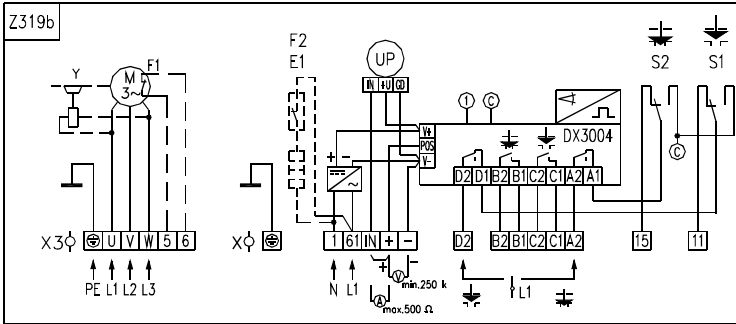 Z319b
F2
E1
UP
S2
S1
Y
F1
M
3~
IN +U GD
1
C
V+
POS
V-
DX3004
+ -
D2 D1 B2 B1 C2 C1 A2 A1
C
X3 U V W 5 6
X 1 61 IN + -
D2 B2 B1 C2 C1 A2 15 11
PE L1 L2 L3
N L1
+ -
V min.250 k
A max.500 Ω
L1